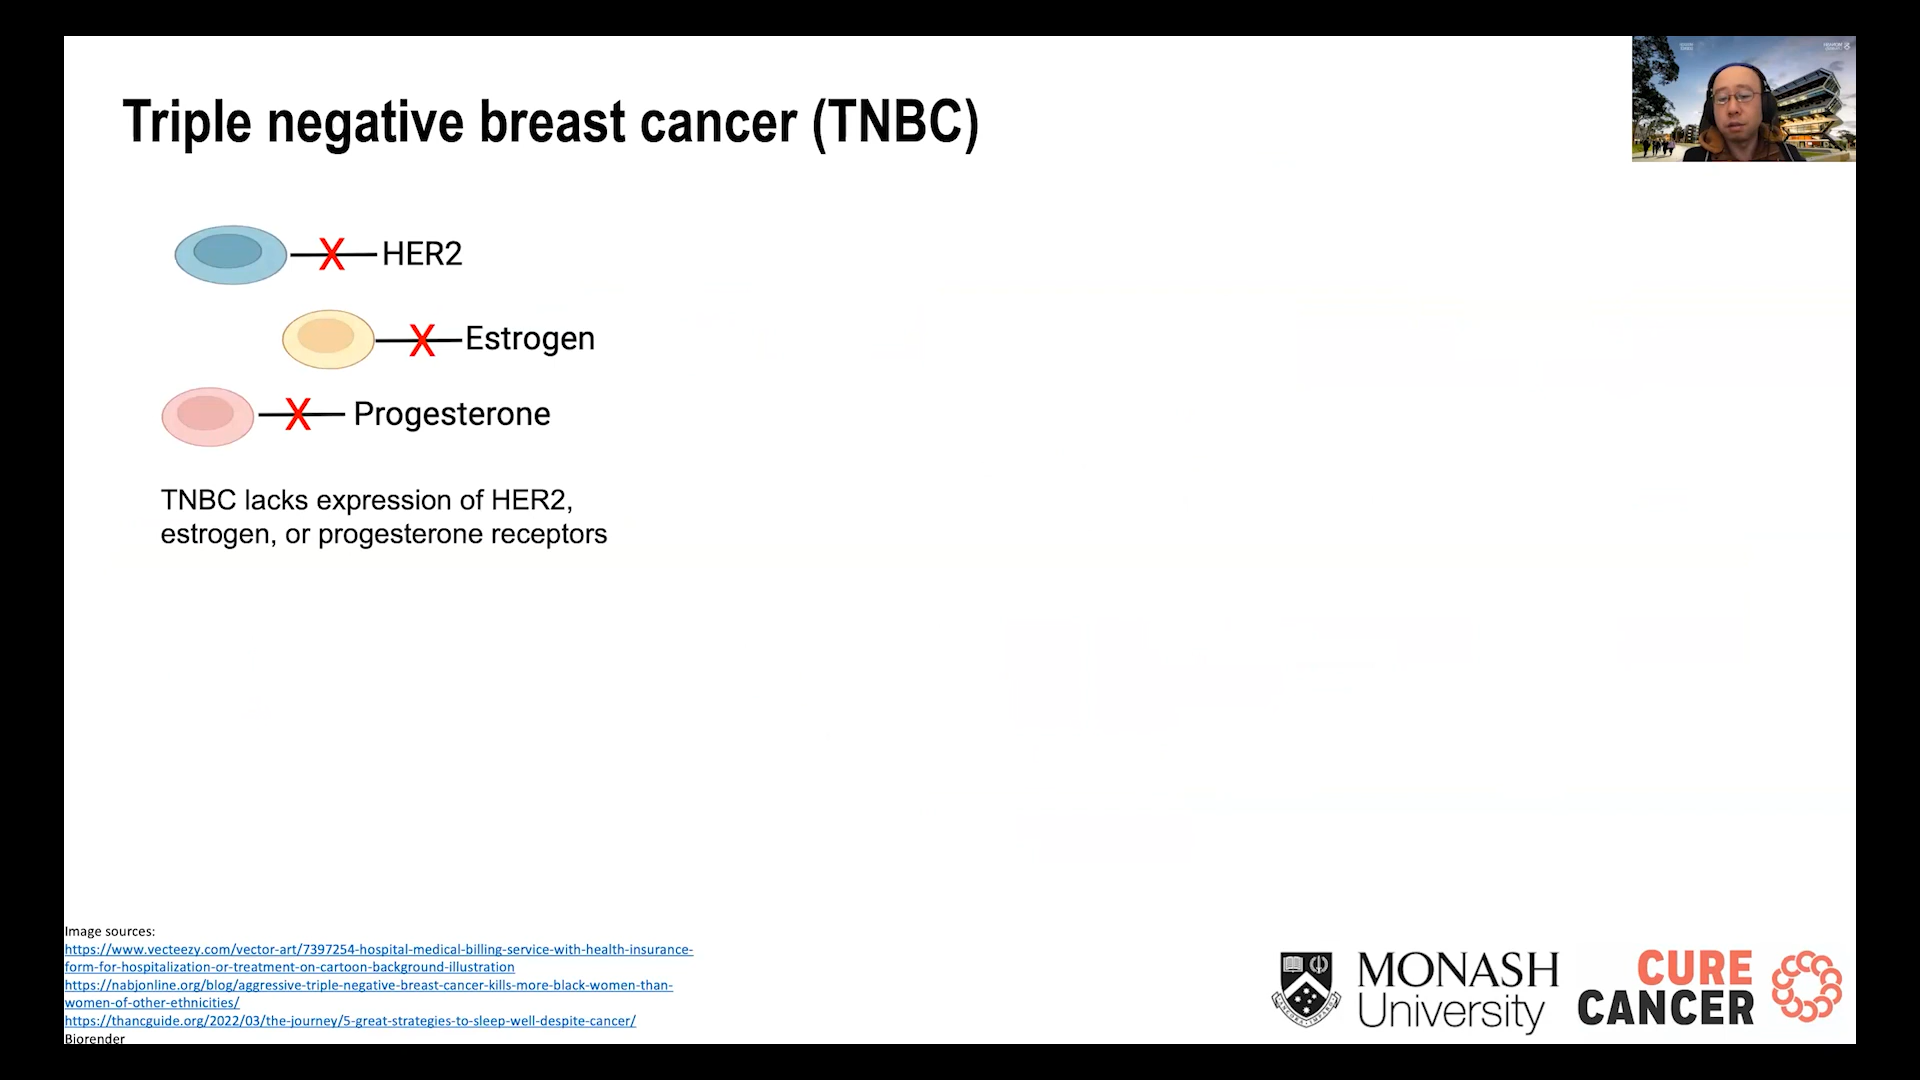 Triple negative breast cancer (TNBC)
X HER2
X Estrogen
X Progesterone
TNBC lacks expression of HER2,
estrogen, or progesterone receptors
Image sources:
https://www.vecteezy.com/vector-art/7397254-hospital-medical-billing-service-with-health-insurance-
form-for-hospitalization-or-treatment-on-cartoon-background-illustration
https://nabjonline.org/blog/aggressive-triple-negative-breast-cancer-kills-more-black-women-than-
women-of-other-ethnicities/
https://thancguide.org/2022/03/the-journey/5-great-strategies-to-sleep-well-despite-cancer/
Biorender
MONASH
University
CURE
CANCER